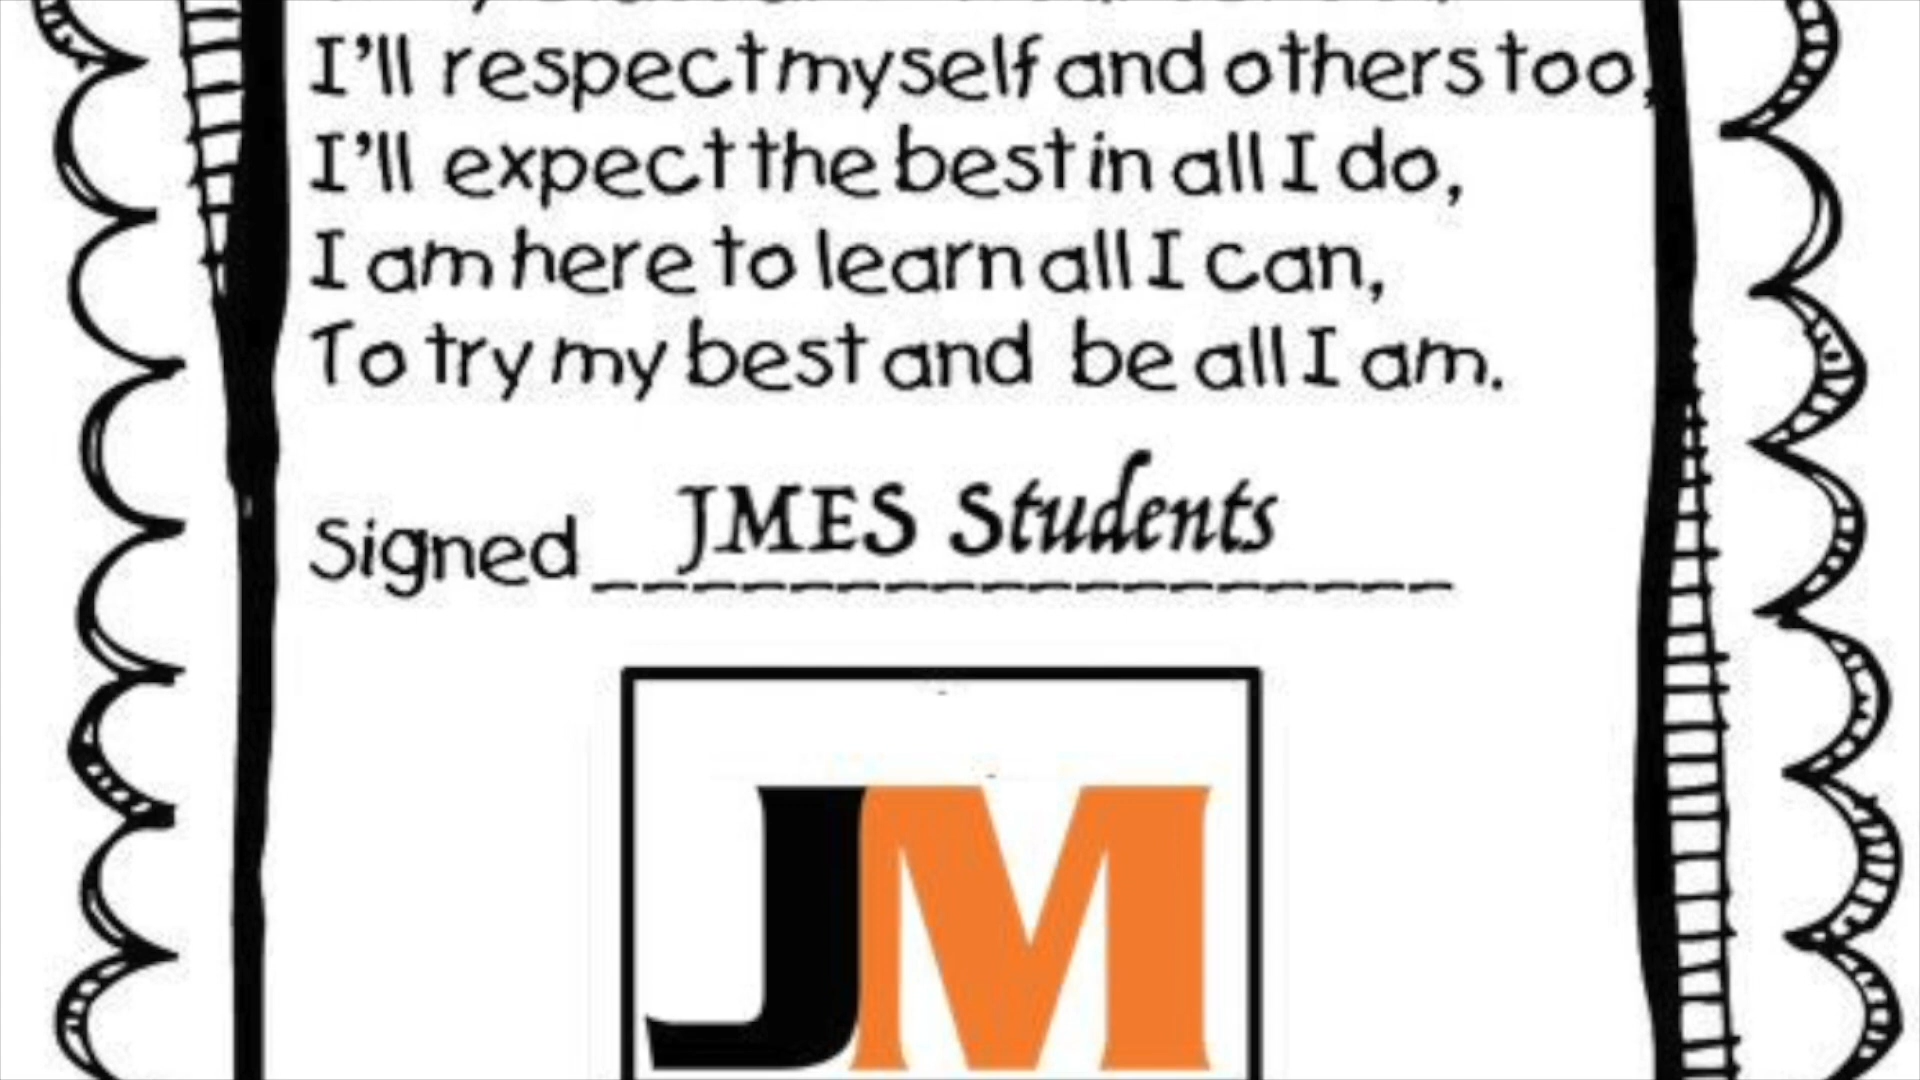 I'll respect myself and others too,
I'll expect the best in all I do,
I am here to learn all I can,
To try my best and be all I am.
Signed JMES Students
JM